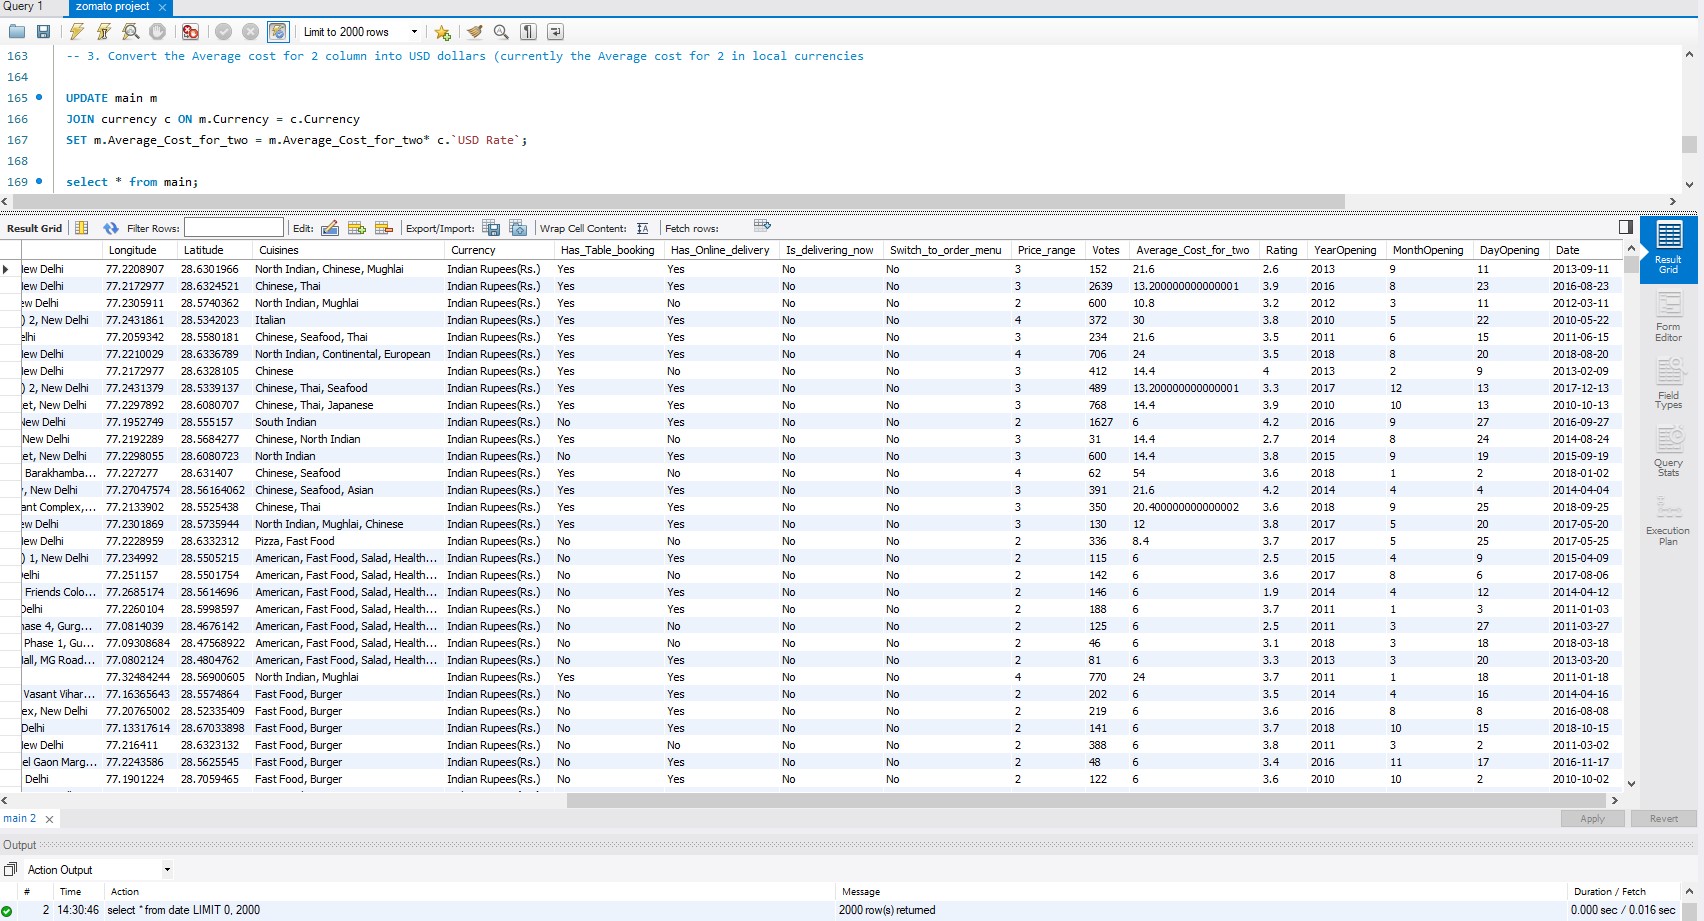 Query 1 zomato project
Limit to 2000 rows
163 -- 3. Convert the Average cost for 2 column into USD dollars (currently the Average cost for 2 in local currencies
164
165 UPDATE main m
166 JOIN currency c ON m.Currency = c.Currency
167 SET m.Average_Cost_for_two = m.Average_Cost_for_two* c.`USD Rate`;
168
169 select * from main;
Result Grid Filter Rows: Edit: Export/Import: Wrap Cell Content: Fetch rows:
Longitude Latitude Cuisines Currency Has_Table_booking Has_Online_delivery Is_delivering_now Switch_to_order_menu Price_range Votes Average_Cost_for_two Rating YearOpening MonthOpening DayOpening Date
lew Delhi 77.2208907 28.6301966 North Indian, Chinese, Mughlai Indian Rupees(Rs.) Yes Yes No No 3 152 21.6 2.6 2013 9 11 2013-09-11
lew Delhi 77.2172977 28.6324521 Chinese, Thai Indian Rupees(Rs.) Yes Yes No No 3 2639 13.200000000000001 3.9 2016 8 23 2016-08-23
ew Delhi 77.2305911 28.5740362 North Indian, Mughlai Indian Rupees(Rs.) Yes No No No 2 600 10.8 3.2 2012 3 11 2012-03-11
) 2, New Delhi 77.2431861 28.5342023 Italian Indian Rupees(Rs.) Yes Yes No No 4 372 30 3.8 2010 5 22 2010-05-22
elhi 77.2059342 28.5580181 Chinese, Seafood, Thai Indian Rupees(Rs.) Yes Yes No No 3 234 21.6 3.5 2011 6 15 2011-06-15
lew Delhi 77.2210029 28.6336789 North Indian, Continental, European Indian Rupees(Rs.) Yes Yes No No 4 706 24 3.5 2018 8 20 2018-08-20
lew Delhi 77.2172977 28.6328105 Chinese Indian Rupees(Rs.) Yes No No No 3 412 14.4 4 2013 2 9 2013-02-09
) 2, New Delhi 77.2431379 28.5339137 Chinese, Thai, Seafood Indian Rupees(Rs.) Yes Yes No No 3 489 13.200000000000001 3.3 2017 12 13 2017-12-13
et, New Delhi 77.2297892 28.6080707 Chinese, Thai, Japanese Indian Rupees(Rs.) Yes Yes No No 3 768 14.4 3.9 2010 10 13 2010-10-13
New Delhi 77.1952749 28.555157 South Indian Indian Rupees(Rs.) No Yes No No 2 1627 6 4.2 2016 9 27 2016-09-27
New Delhi 77.2192289 28.5684277 Chinese, North Indian Indian Rupees(Rs.) Yes No No No 3 31 14.4 2.7 2014 8 24 2014-08-24
et, New Delhi 77.2298055 28.6080723 North Indian Indian Rupees(Rs.) No Yes No No 3 600 14.4 3.8 2015 9 19 2015-09-19
Barakhamba... 77.227277 28.631407 Chinese, Seafood Indian Rupees(Rs.) Yes No No No 4 62 54 3.6 2018 1 2 2018-01-02
, New Delhi 77.27047574 28.56164062 Chinese, Seafood, Asian Indian Rupees(Rs.) Yes Yes No No 3 391 21.6 4.2 2014 4 4 2014-04-04
ant Complex,... 77.2133902 28.5525438 Chinese, Thai Indian Rupees(Rs.) Yes Yes No No 3 350 20.400000000000002 3.6 2018 9 25 2018-09-25
ew Delhi 77.2301869 28.5735944 North Indian, Mughlai, Chinese Indian Rupees(Rs.) Yes Yes No No 3 130 12 3.8 2017 5 20 2017-05-20
lew Delhi 77.2228959 28.6332312 Pizza, Fast Food Indian Rupees(Rs.) No No No No 2 336 8.4 3.7 2017 5 25 2017-05-25
) 1, New Delhi 77.234992 28.5505215 American, Fast Food, Salad, Health... Indian Rupees(Rs.) No Yes No No 2 115 6 2.5 2015 4 9 2015-04-09
elhi 77.251157 28.5501754 American, Fast Food, Salad, Health... Indian Rupees(Rs.) No No No No 2 142 6 3.6 2017 8 6 2017-08-06
Friends Colo... 77.2685174 28.5614696 American, Fast Food, Salad, Health... Indian Rupees(Rs.) No Yes No No 2 146 6 1.9 2014 4 12 2014-04-12
Delhi 77.2260104 28.5998597 American, Fast Food, Salad, Health... Indian Rupees(Rs.) No Yes No No 2 188 6 3.7 2011 1 3 2011-01-03
hase 4, Gurg... 77.0814039 28.4676142 American, Fast Food, Salad, Health... Indian Rupees(Rs.) No No No No 2 125 6 2.5 2011 3 27 2011-03-27
Phase 1, Gu... 77.09308684 28.47568922 American, Fast Food, Salad, Health... Indian Rupees(Rs.) No No No No 2 46 6 3.1 2018 3 18 2018-03-18
all, MG Road... 77.0802124 28.4804762 American, Fast Food, Salad, Health... Indian Rupees(Rs.) No Yes No No 2 81 6 3.3 2013 3 20 2013-03-20
77.32484244 28.56900605 North Indian, Mughlai Indian Rupees(Rs.) Yes Yes No No 4 770 24 3.7 2011 1 18 2011-01-18
Vasant Vihar... 77.16365643 28.5574864 Fast Food, Burger Indian Rupees(Rs.) No Yes No No 2 202 6 3.5 2014 4 16 2014-04-16
ex, New Delhi 77.20765002 28.52335409 Fast Food, Burger Indian Rupees(Rs.) No Yes No No 2 219 6 3.6 2016 8 8 2016-08-08
Delhi 77.13317614 28.67033898 Fast Food, Burger Indian Rupees(Rs.) No Yes No No 2 141 6 3.7 2018 10 15 2018-10-15
lew Delhi 77.216411 28.6323132 Fast Food, Burger Indian Rupees(Rs.) No No No No 2 388 6 3.8 2011 3 2 2011-03-02
el Gaon Marg... 77.2243586 28.5625545 Fast Food, Burger Indian Rupees(Rs.) No Yes No No 2 48 6 3.4 2016 11 17 2016-11-17
Delhi 77.1901224 28.7059465 Fast Food, Burger Indian Rupees(Rs.) No Yes No No 2 122 6 3.6 2010 10 2 2010-10-02
Result Grid
Form Editor
Field Types
Query Stats
Execution Plan
main 2 Apply Revert
Output
Action Output
# Time Action Message Duration / Fetch
2 14:30:46 select * from date LIMIT 0, 2000 2000 row(s) returned 0.000 sec / 0.016 sec